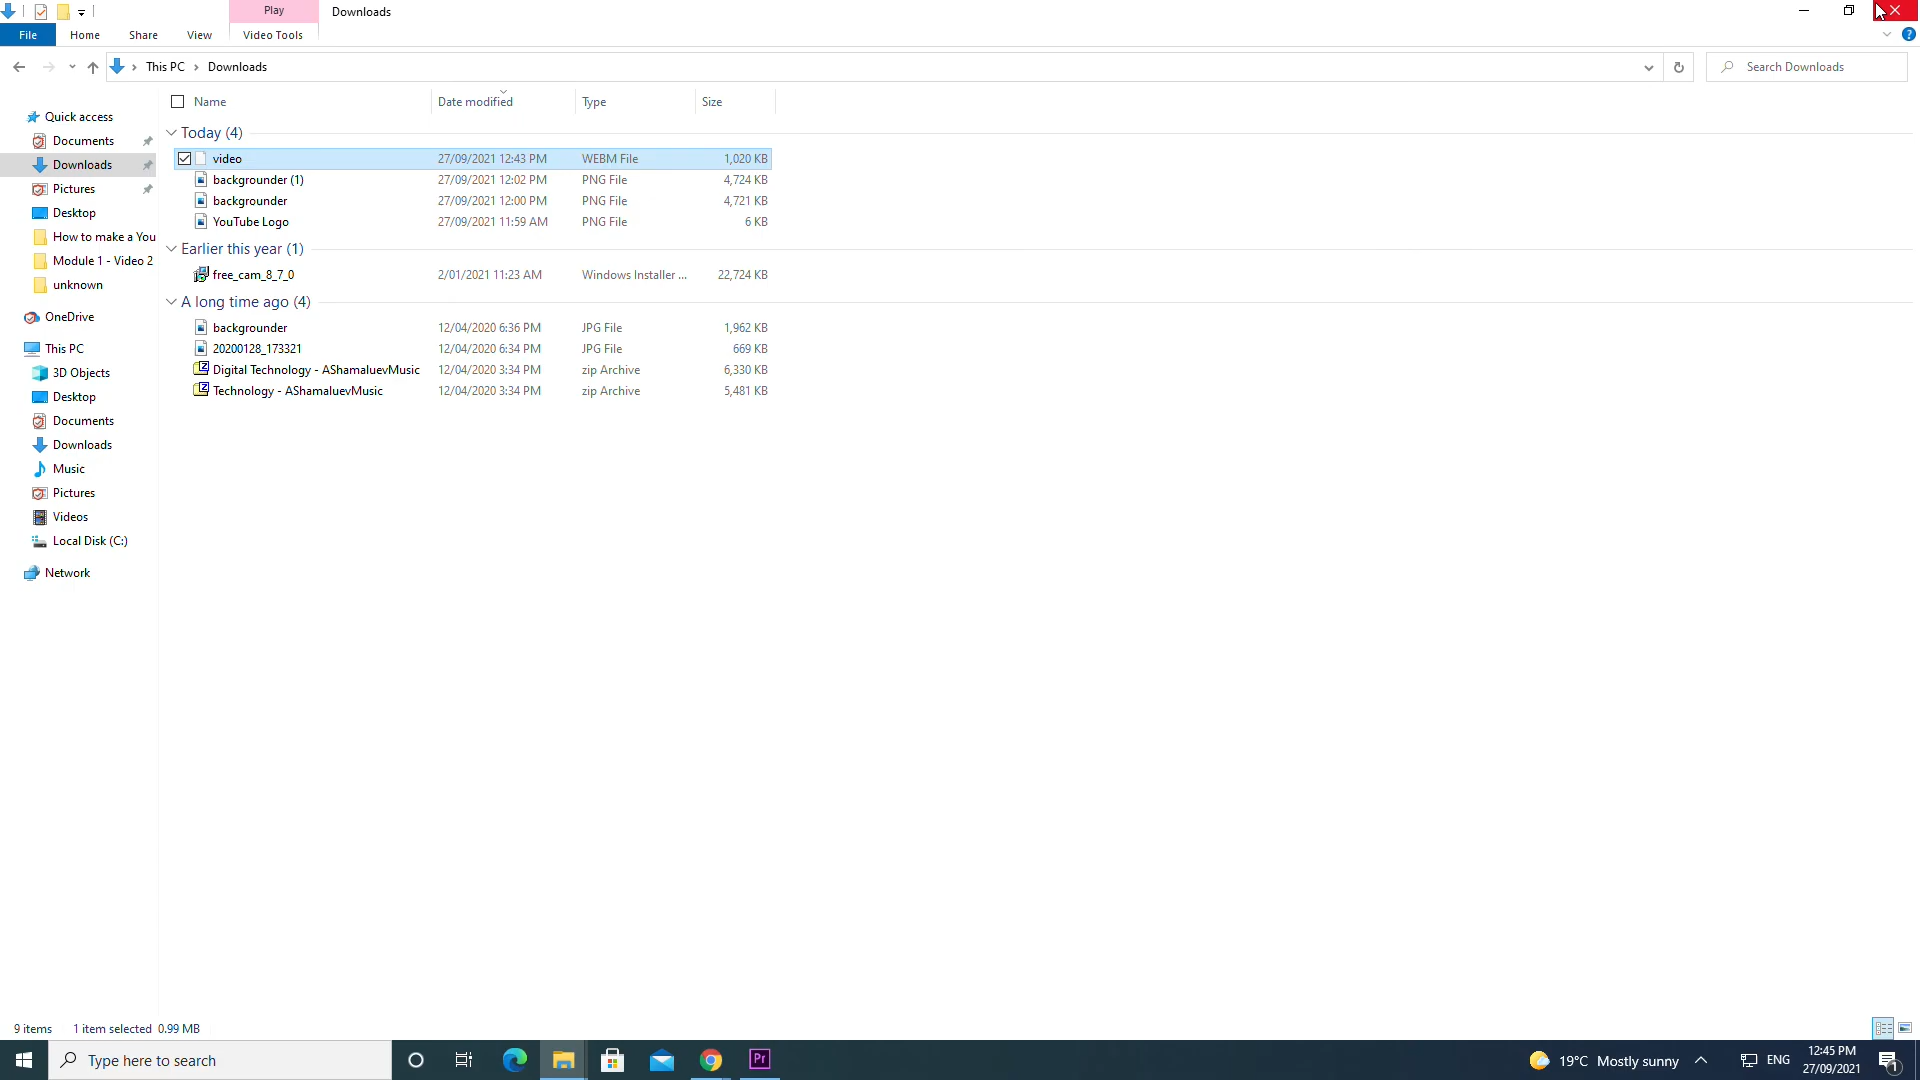 Play
Downloads
File
Home
Share
View
Video Tools
This PC
Downloads
Search Downloads
Name
Date modified
Type
Size
Quick access
Documents
Downloads
Pictures
Desktop
How to make a You
Module 1 - Video 2
unknown
OneDrive
This PC
3D Objects
Desktop
Documents
Downloads
Music
Pictures
Videos
Local Disk (C:)
Network
Today (4)
video 27/09/2021 12:43 PM WEBM File 1,020 KB
backgrounder (1) 27/09/2021 12:02 PM PNG File 4,724 KB
backgrounder 27/09/2021 12:00 PM PNG File 4,721 KB
YouTube Logo 27/09/2021 11:59 AM PNG File 6 KB
Earlier this year (1)
free_cam_8_7_0 2/01/2021 11:23 AM Windows Installer ... 22,724 KB
A long time ago (4)
backgrounder 12/04/2020 6:36 PM JPG File 1,962 KB
20200128_173321 12/04/2020 6:34 PM JPG File 669 KB
Digital Technology - AShamaluevMusic 12/04/2020 3:34 PM zip Archive 6,330 KB
Technology - AShamaluevMusic 12/04/2020 3:34 PM zip Archive 5,481 KB
9 items 1 item selected 0.99 MB
Type here to search
Pr
19°C Mostly sunny
ENG
12:45 PM
27/09/2021
1